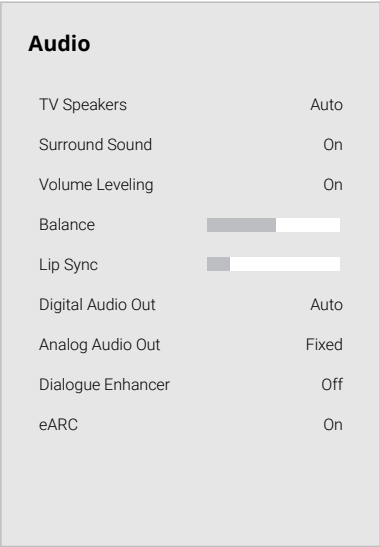 Audio
TV Speakers Auto
Surround Sound On
Volume Leveling On
Balance
Lip Sync
Digital Audio Out Auto
Analog Audio Out Fixed
Dialogue Enhancer Off
eARC On